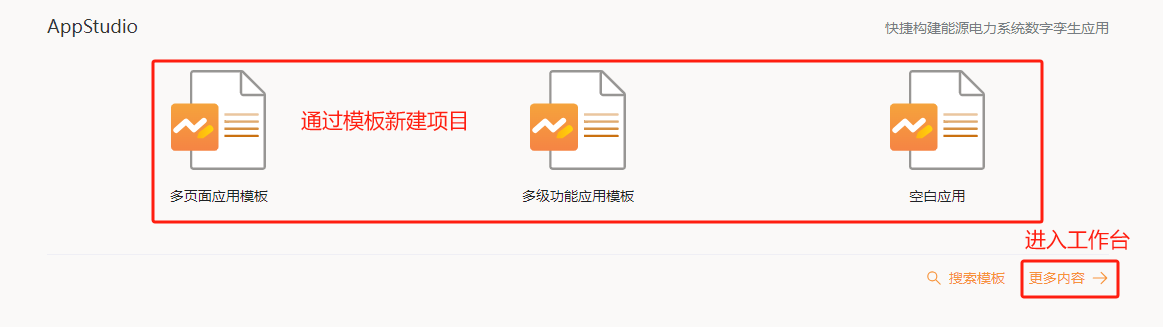 AppStudio
快捷构建能源电力系统数字孪生应用
通过模板新建项目
多页面应用模板
多级功能应用模板
空白应用
进入工作台
搜索模板
更多内容